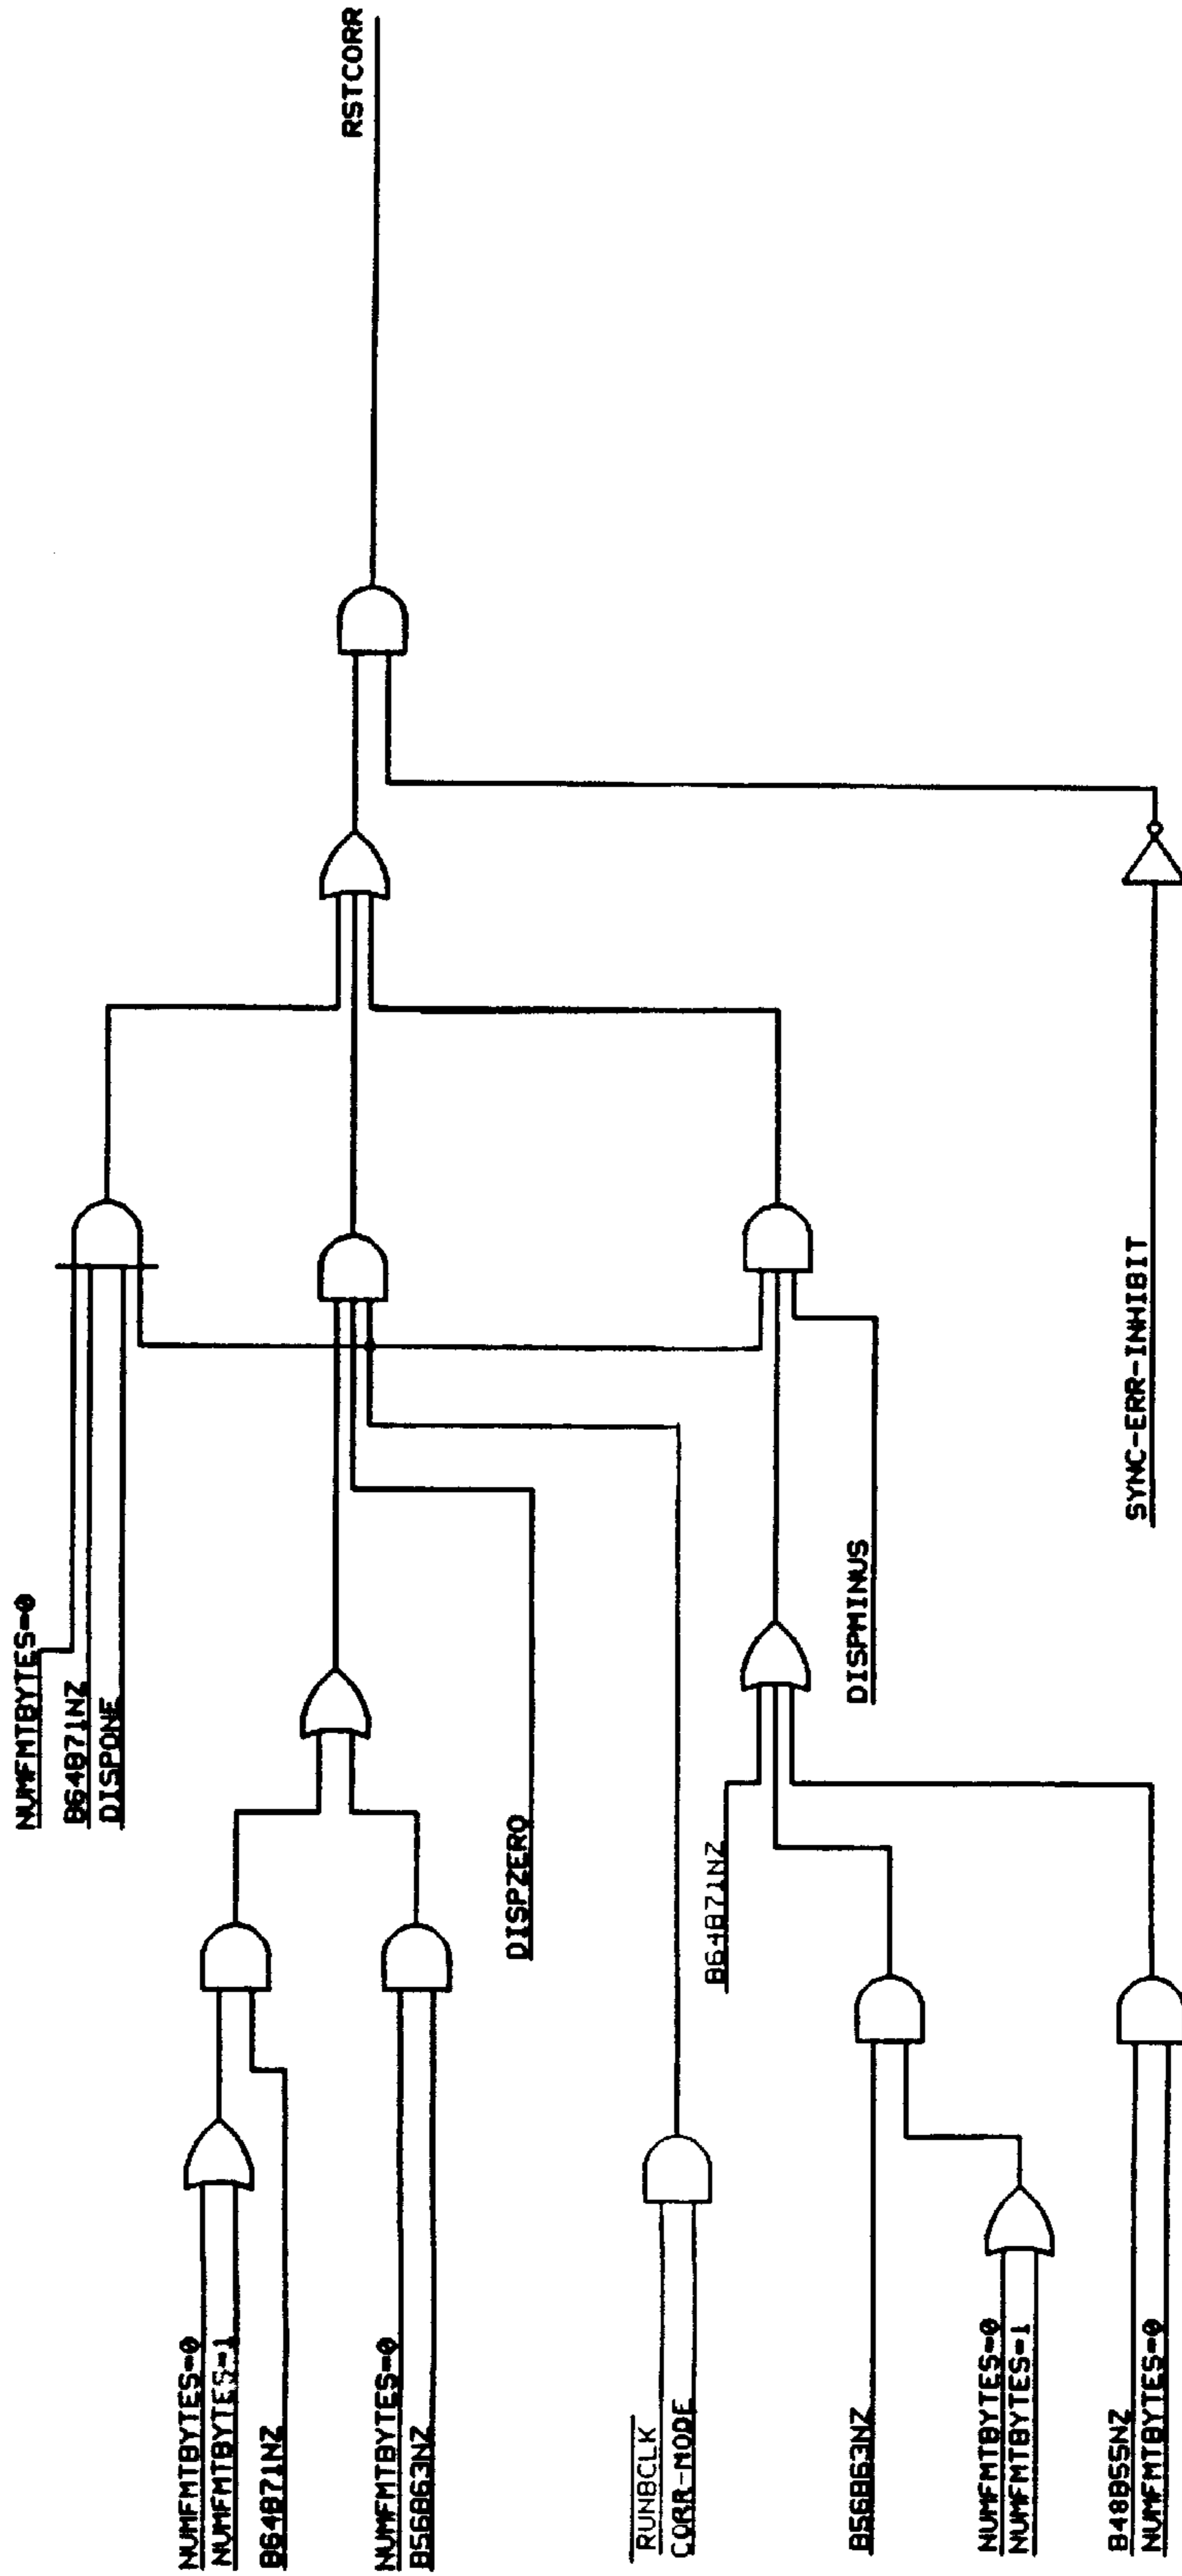 NUMFMTBYTES=0
B64B71NZ
DISPONE
NUMFMTBYTES=0
NUMFMTBYTES=1
B64B71NZ
NUMFMTBYTES=0
B56B63NZ
DISPZERO
RUNBCLK
CORR-MODE
B64B71NZ
B56B63NZ
NUMFMTBYTES=0
NUMFMTBYTES=1
B48B55NZ
NUMFMTBYTES=0
DISPMINUS
SYNC-ERR-INHIBIT
RSTCORR